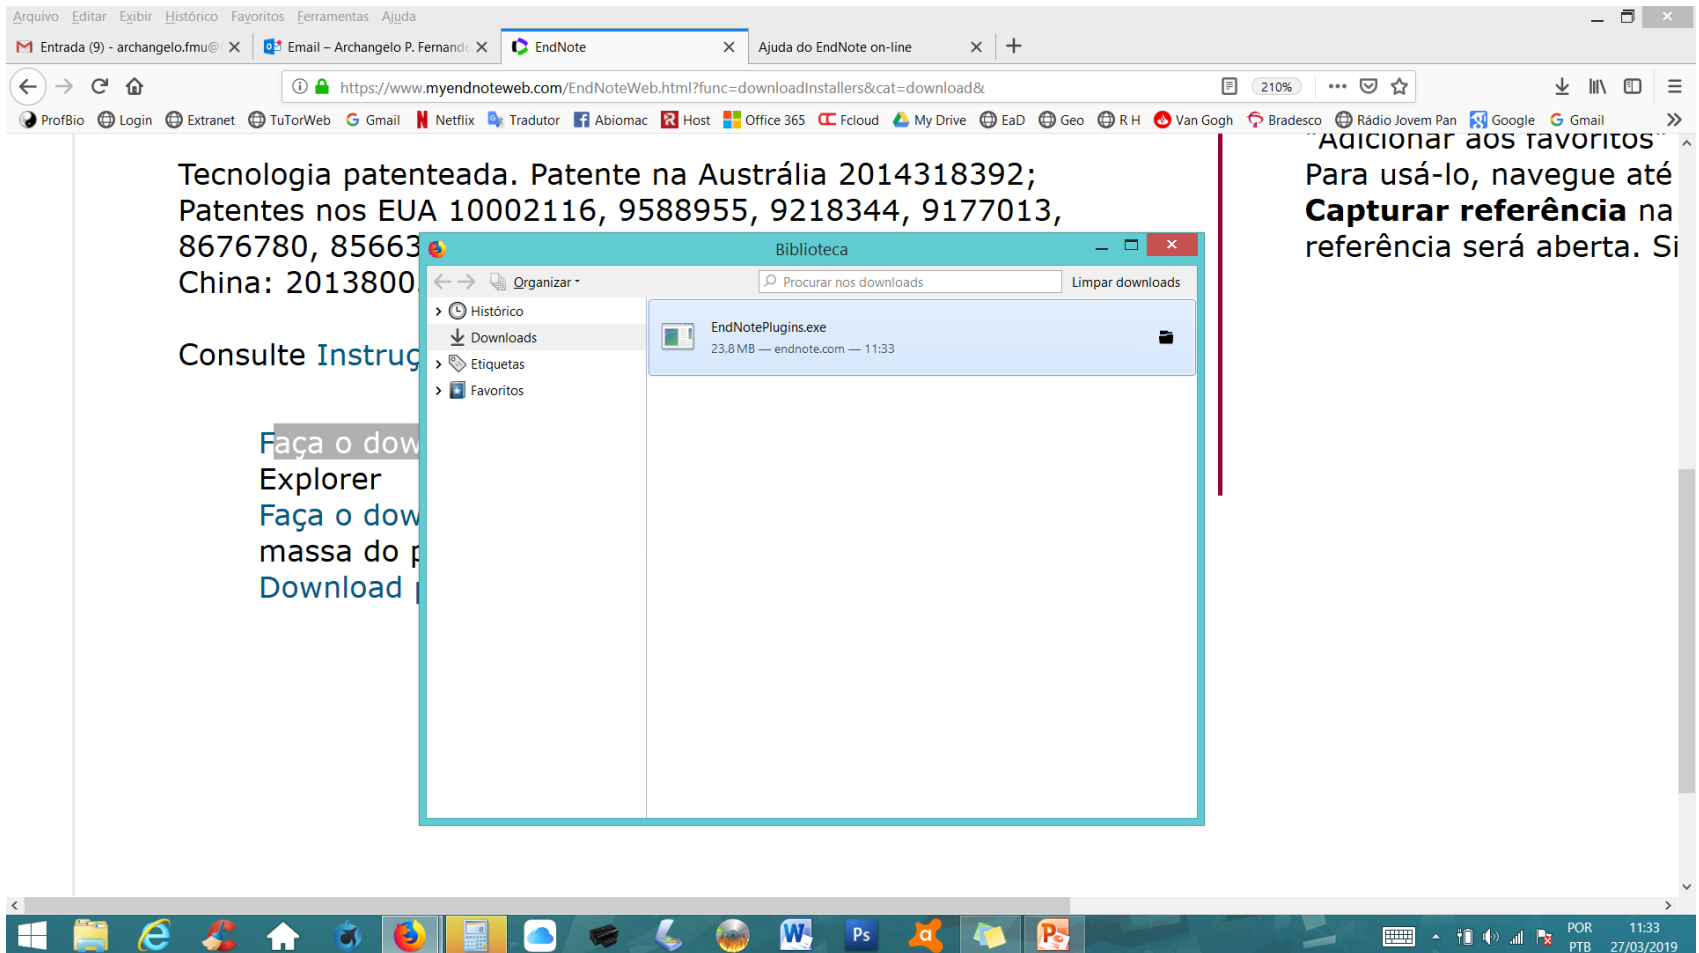 Arquivo Editar Exibir Histórico Favoritos Ferramentas Ajuda
Entrada (9) - archangelo.fmu@
Email – Archangelo P. Fernande
EndNote
Ajuda do EndNote on-line
https://www.myendnoteweb.com/EndNoteWeb.html?func=downloadInstallers&cat=download&
210%
ProfBio Login Extranet TuTorWeb Gmail Netflix Tradutor Abiomac Host Office 365 Fcloud My Drive EaD Geo R H Van Gogh Bradesco Rádio Jovem Pan Google Gmail
Tecnologia patenteada. Patente na Austrália 2014318392;
Patentes nos EUA 10002116, 9588955, 9218344, 9177013,
8676780, 85663
China: 2013800
Consulte Instruç
Faça o dow
Explorer
Faça o dow
massa do p
Download p
"Adicionar aos favoritos"
Para usá-lo, navegue até
Capturar referência na
referência será aberta. Si
Biblioteca
Organizar
Procurar nos downloads
Limpar downloads
Histórico
Downloads
Etiquetas
Favoritos
EndNotePlugins.exe
23,8 MB — endnote.com — 11:33
POR
PTB
11:33
27/03/2019